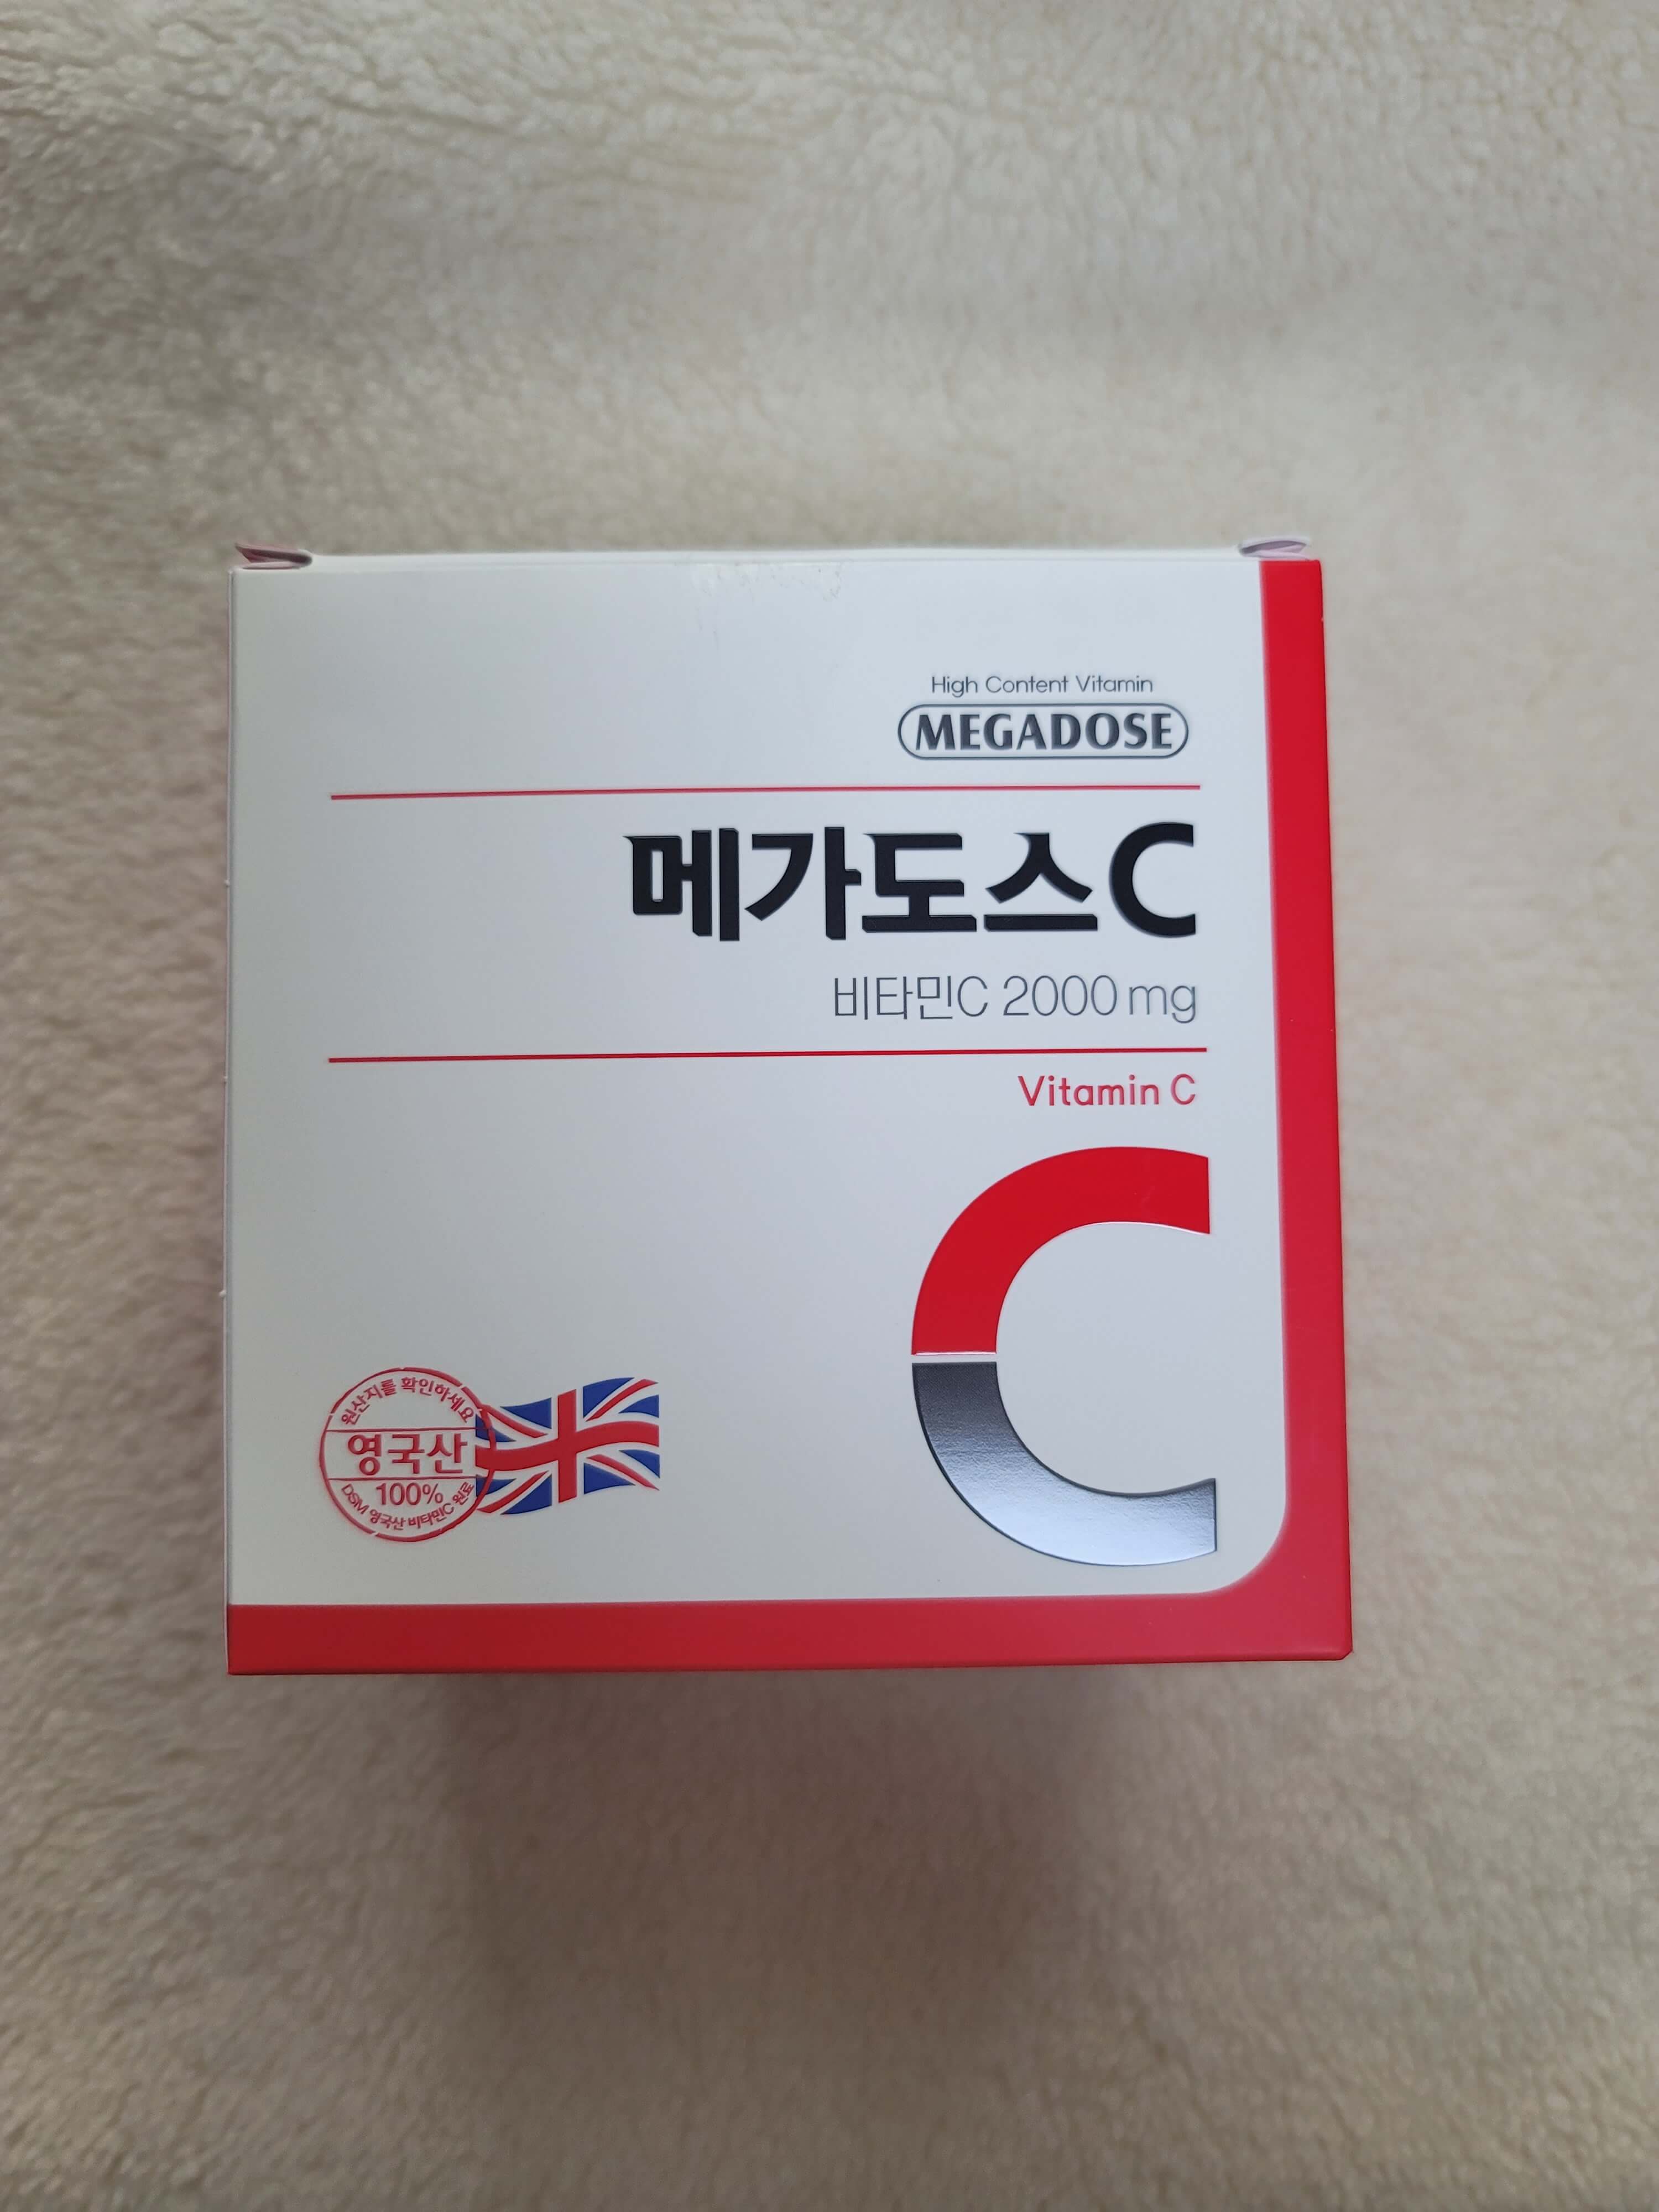 High Content Vitamin
MEGADOSE
메가도스C
비타민C 2000 mg
Vitamin C
원산지를 확인하세요
영국산
100%
DSM 영국산 비타민C 원료